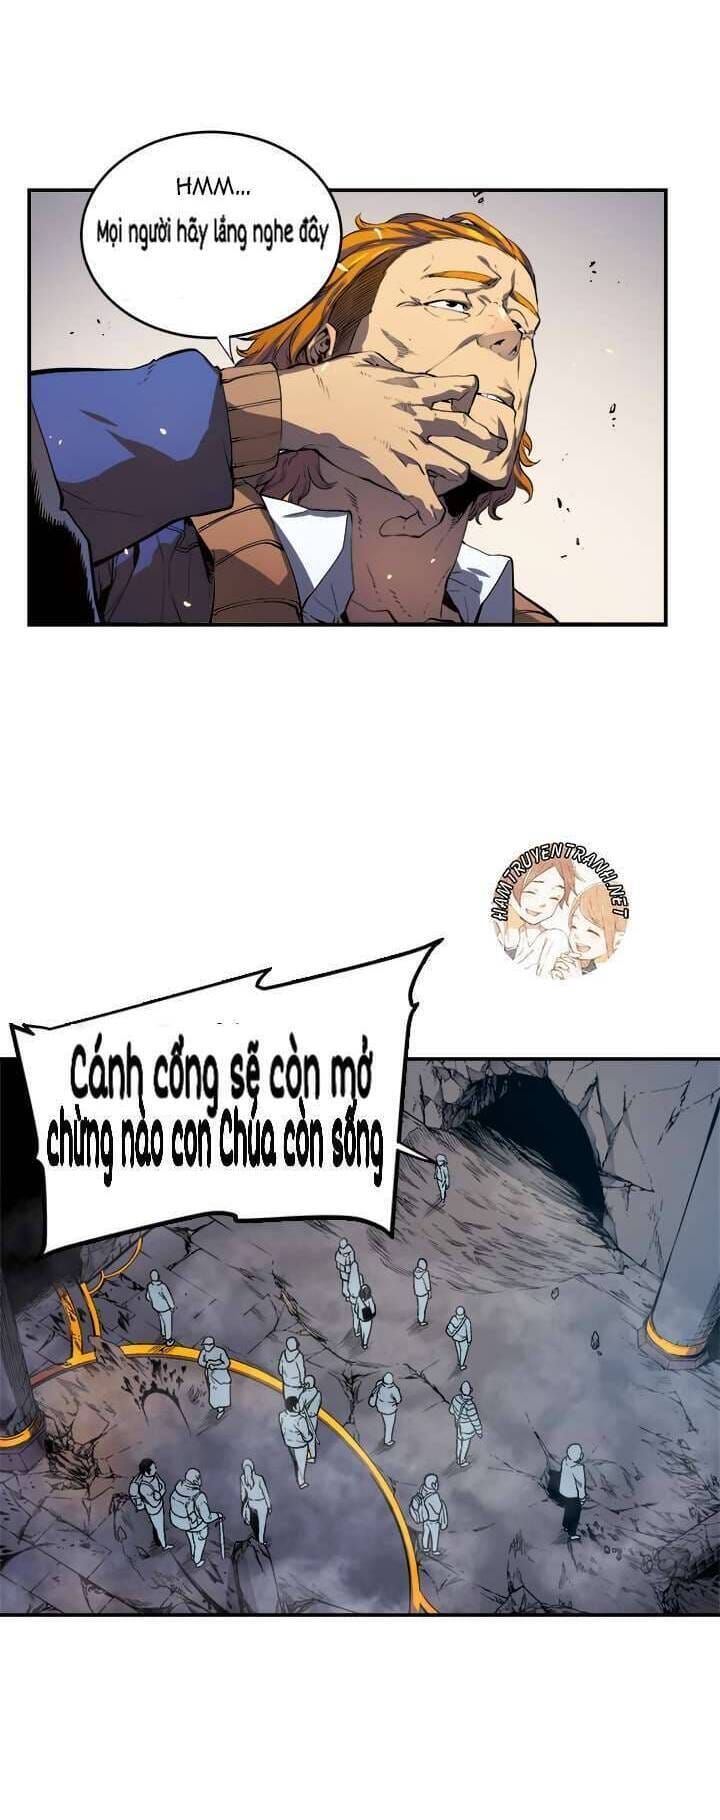 HMM...
Mọi người hãy lắng nghe đây
HAMTRUYENTRANH.NET
Cánh cổng sẽ còn mở
chừng nào con Chúa còn sống